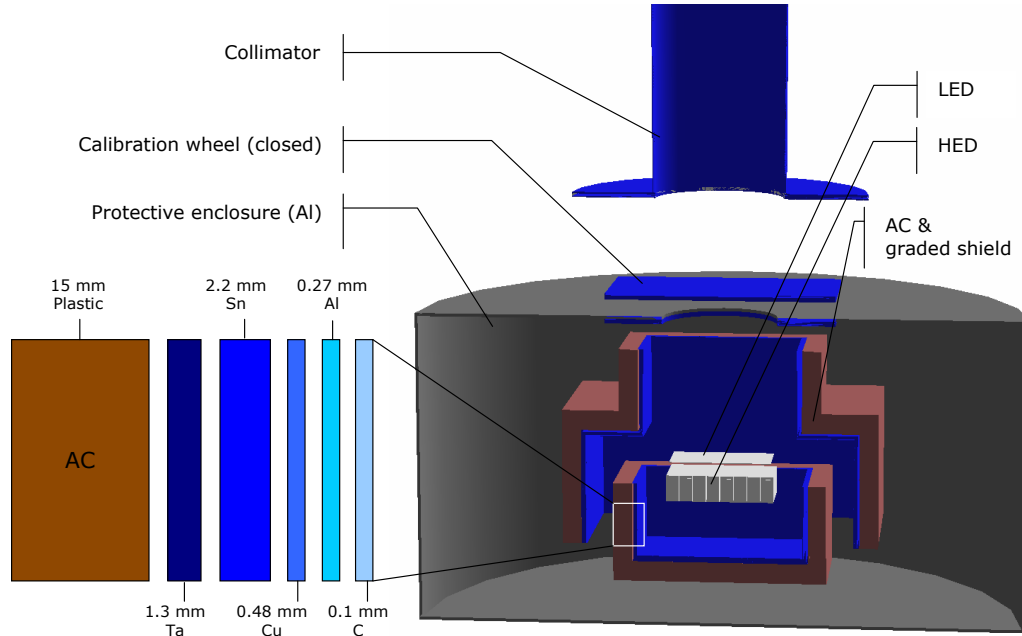 Collimator
LED
Calibration wheel (closed)
HED
Protective enclosure (Al)
AC &
graded shield
15 mm
Plastic
2.2 mm
Sn
0.27 mm
Al
AC
1.3 mm
Ta
0.48 mm
Cu
0.1 mm
C